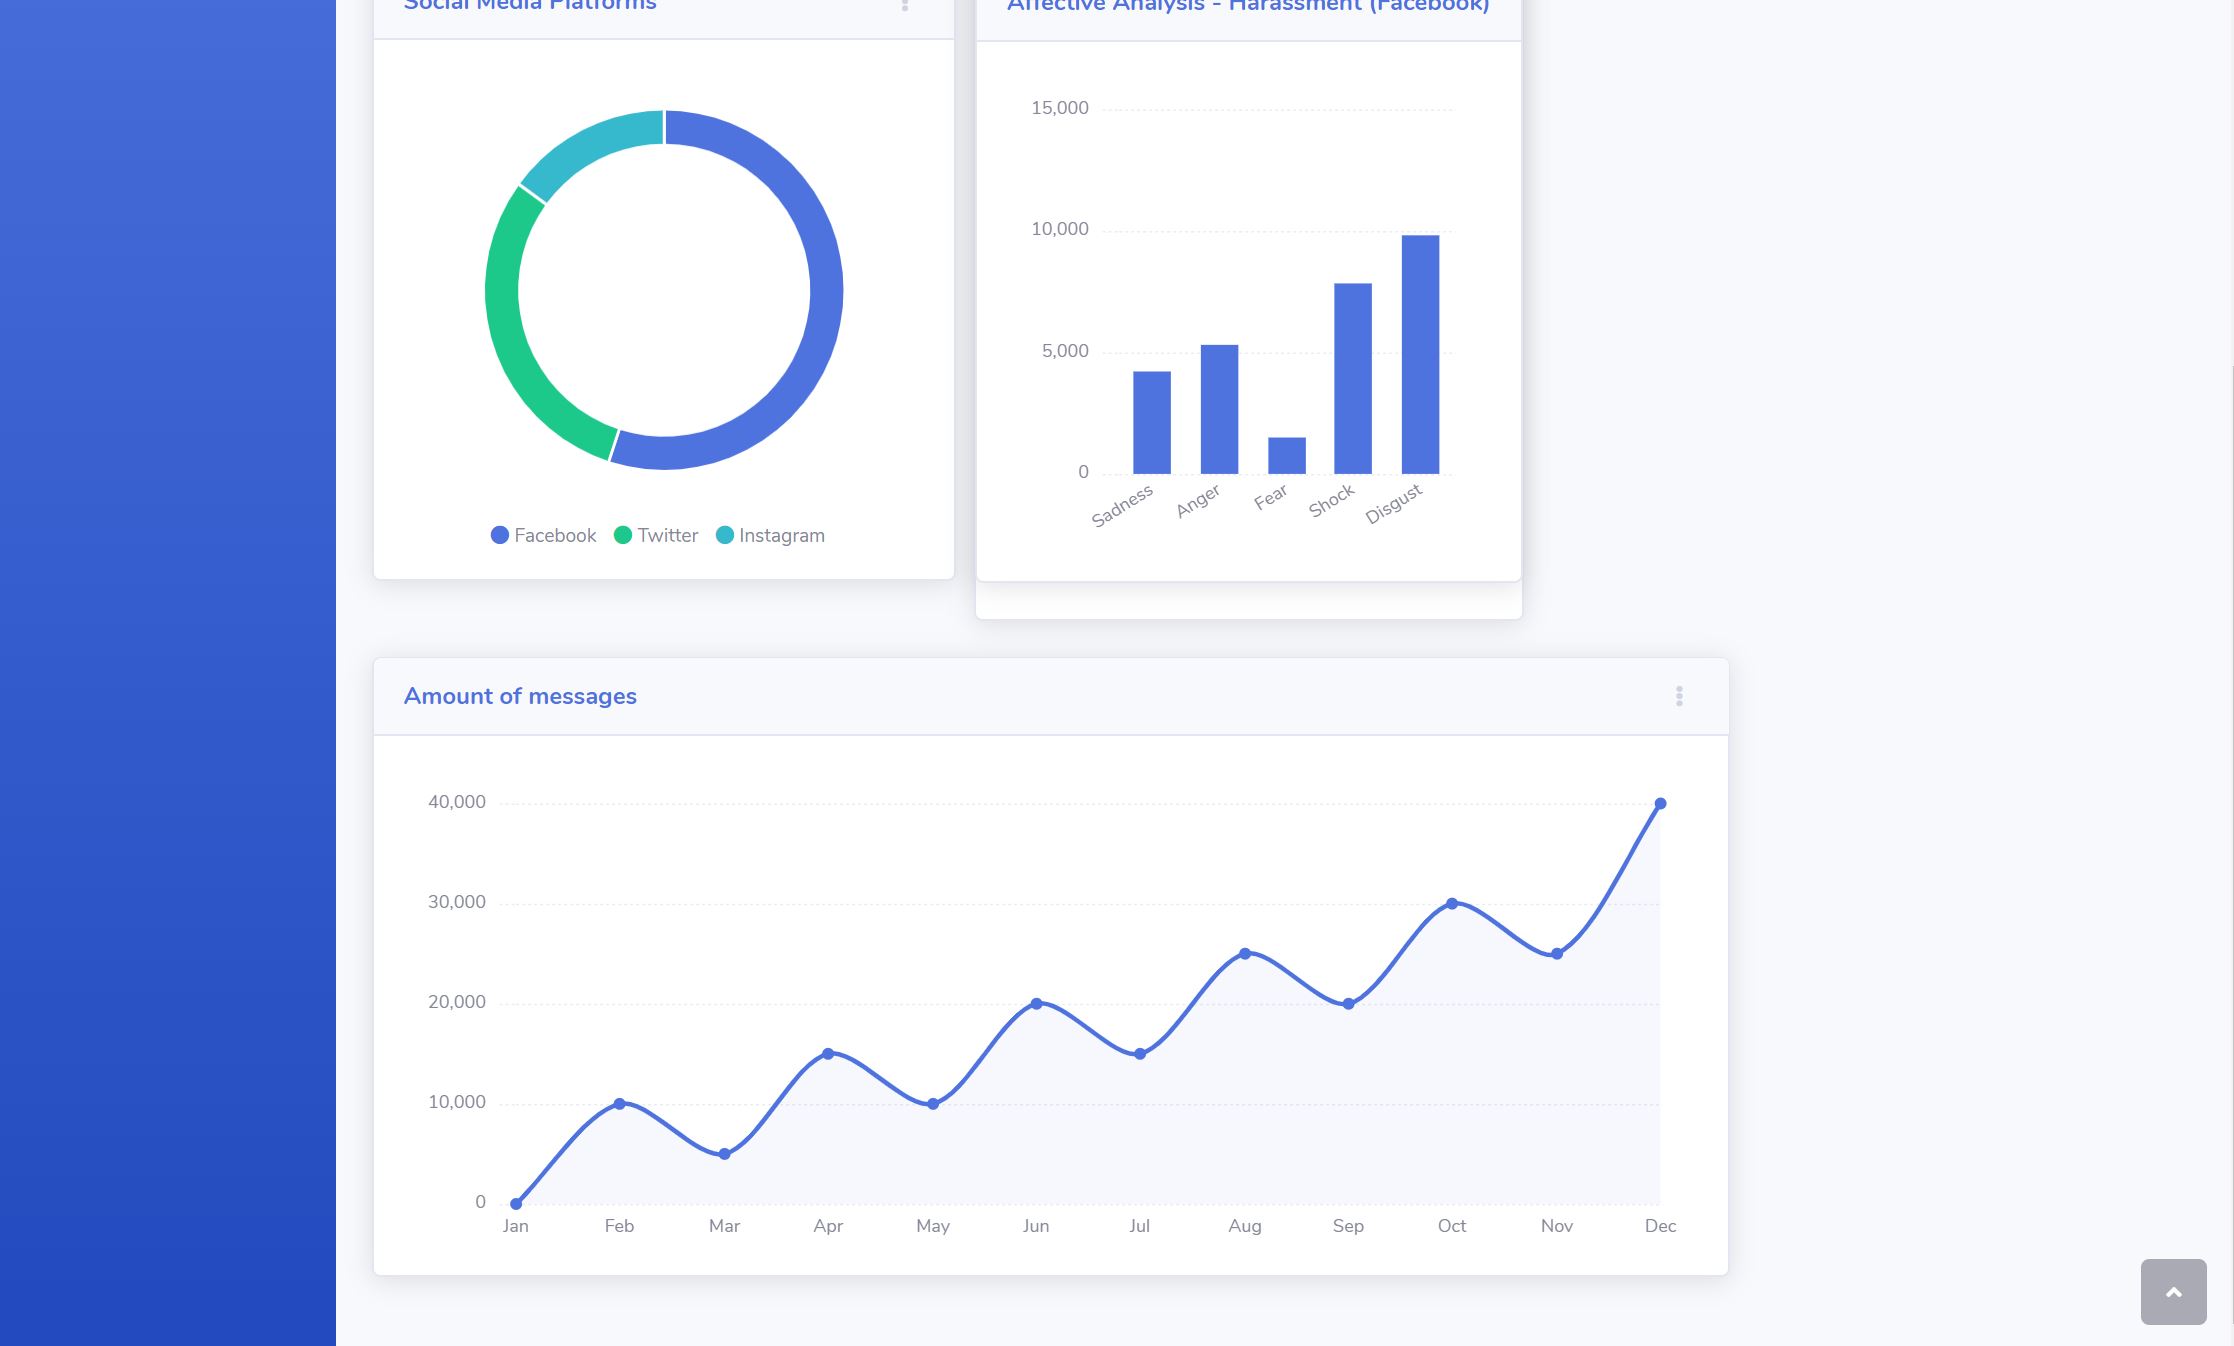 Social Media Platforms
Affective Analysis - Harassment (Facebook)
15,000
10,000
5,000
0
Sadness Anger Fear Shock Disgust
Facebook Twitter Instagram
Amount of messages
40,000
30,000
20,000
10,000
0
Jan Feb Mar Apr May Jun Jul Aug Sep Oct Nov Dec